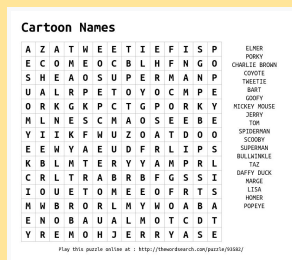 Cartoon Names
A Z A T W E E T I E F I S P
E C O M E O C B L H F N G O
S H E A O S U P E R M A N P
U A L R P E T O Y O C M P E
O R K G K P C T G P O R K Y
M L N E S C M A O S E E B E
Y I I K F W U Z O A T D O O
E E W Y A E U D F R L I P S
K B L M T E R Y Y A M P R L
C R L T R A B R B F G S S I
I O U E T O M E E O F R T S
M W B R O R L M Y W O A B A
E N O B A U A L M O T C D T
Y R E M O H J E R R Y A S E
ELMER
PORKY
CHARLIE BROWN
COYOTE
TWEETIE
BART
GOOFY
MICKEY MOUSE
JERRY
TOM
SPIDERMAN
SCOOBY
SUPERMAN
BULLWINKLE
TAZ
DAFFY DUCK
MARGE
LISA
HOMER
POPEYE
Play this puzzle online at : http://thewordsearch.com/puzzle/93582/